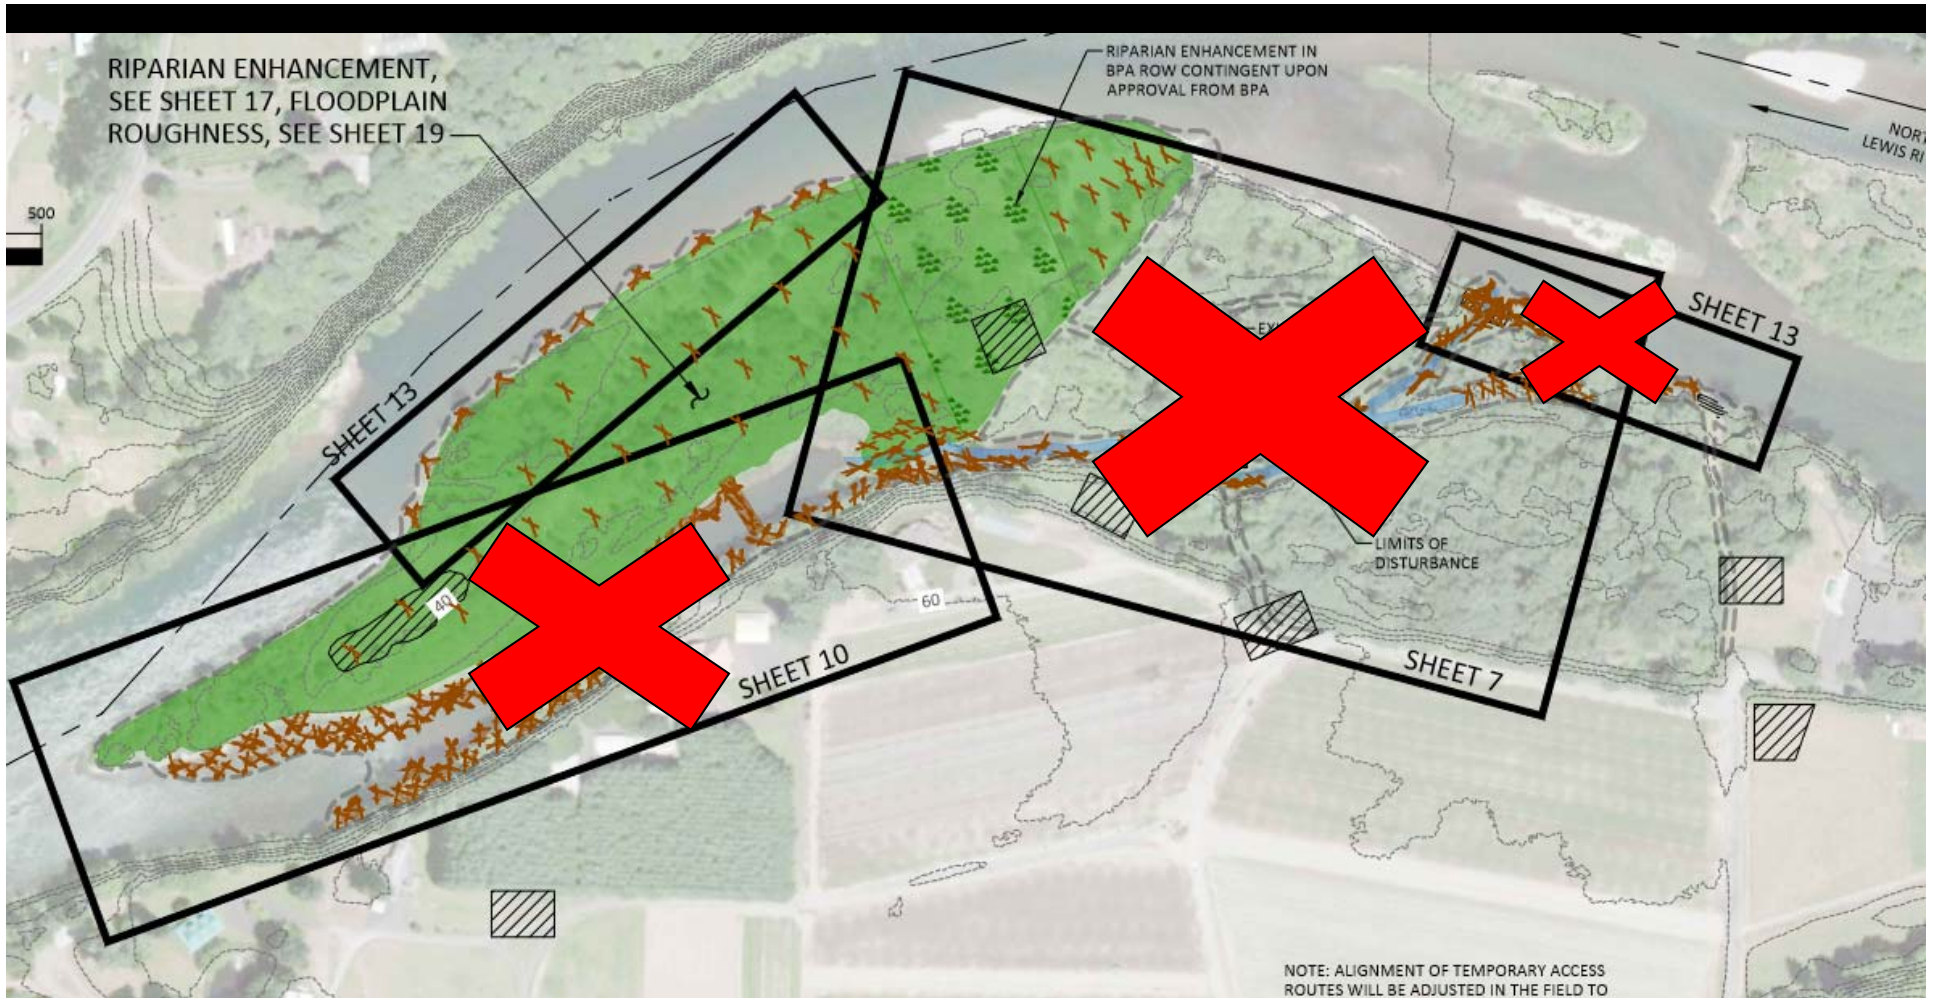 RIPARIAN ENHANCEMENT,
SEE SHEET 17, FLOODPLAIN
ROUGHNESS, SEE SHEET 19
RIPARIAN ENHANCEMENT IN
BPA ROW CONTINGENT UPON
APPROVAL FROM BPA
LEWIS
500
SHEET 13
SHEET 13
40
60
LIMITS OF
DISTURBANCE
SHEET 10
SHEET 7
NOTE: ALIGNMENT OF TEMPORARY ACCESS
ROUTES WILL BE ADJUSTED IN THE FIELD TO